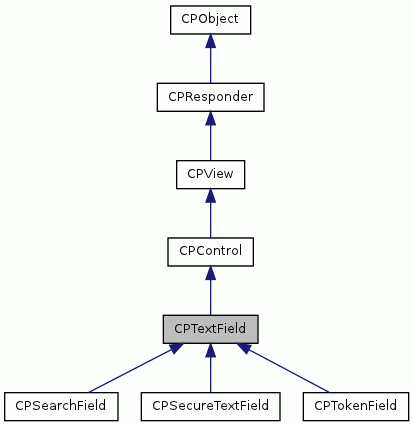 CPObject
CPResponder
CPView
CPControl
CPTextField
CPSearchField
CPSecureTextField
CPTokenField